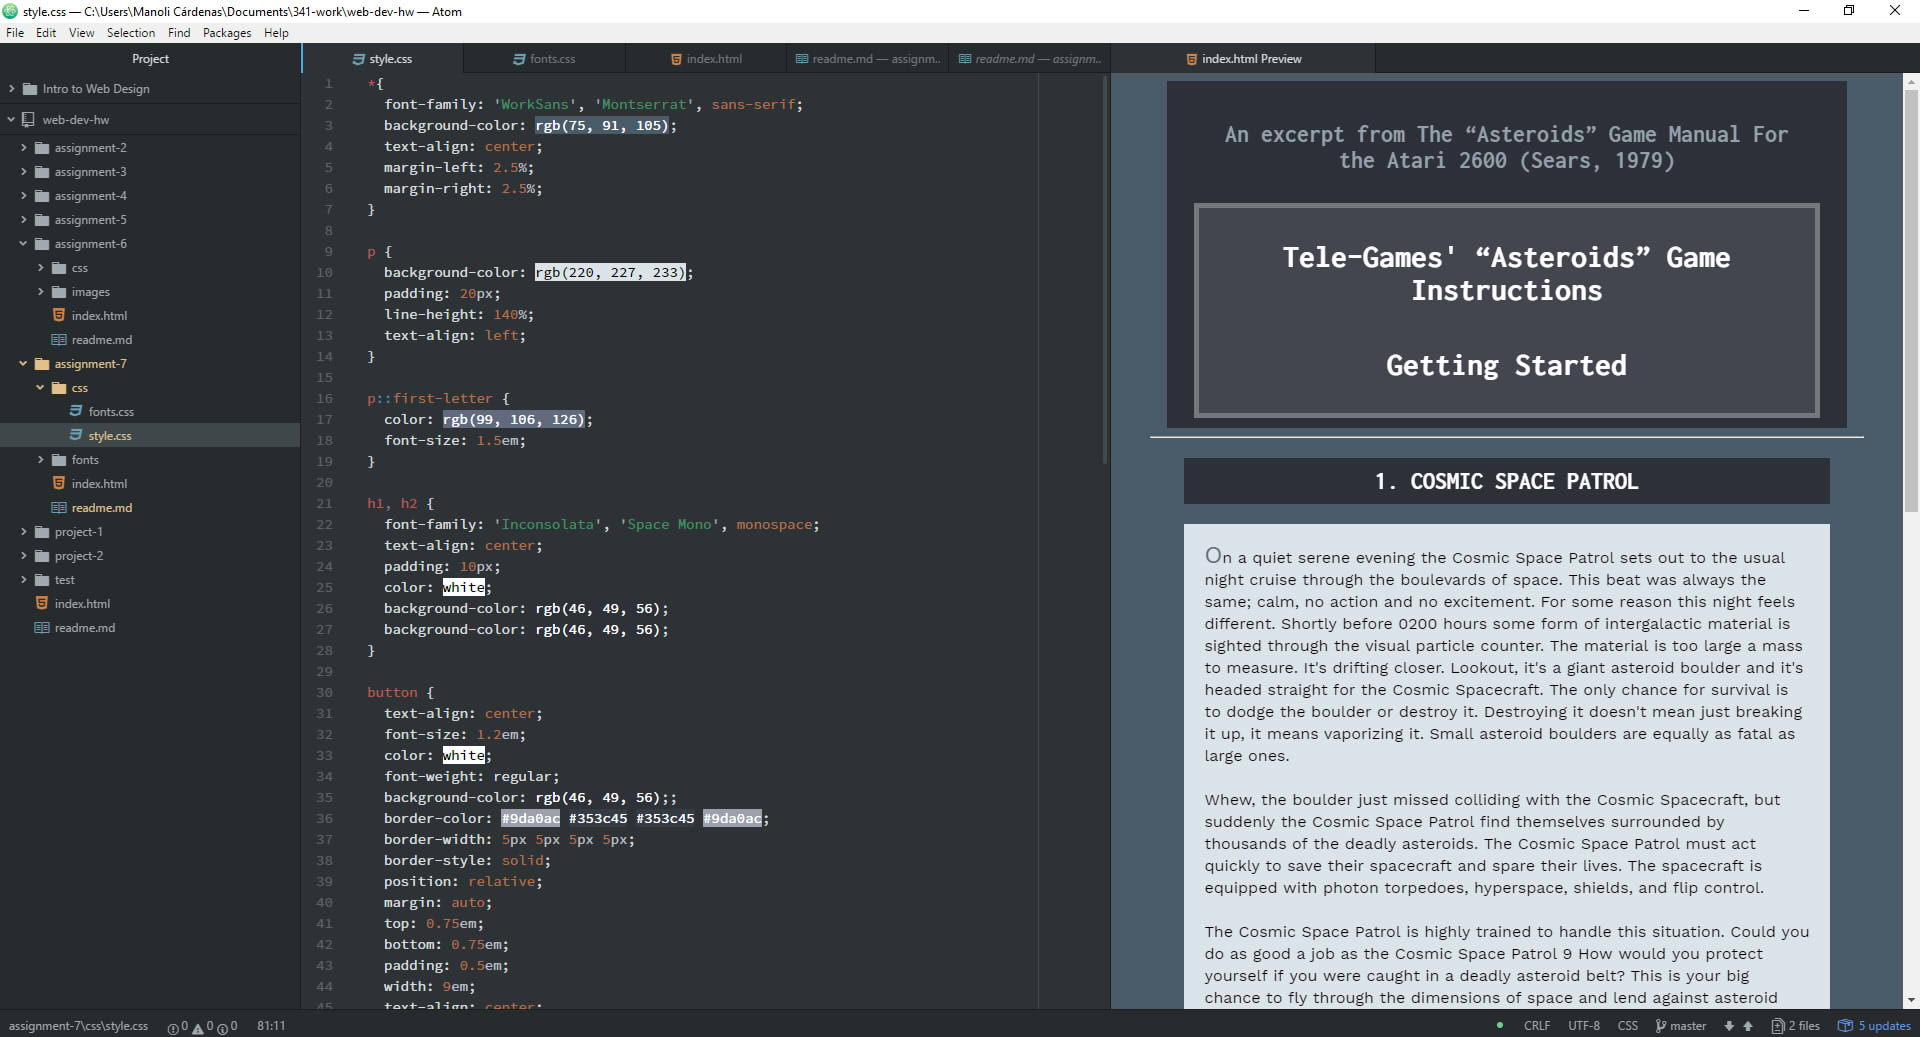 style.css — C:\Users\Manoli Cárdenas\Documents\341-work\web-dev-hw — Atom
File Edit View Selection Find Packages Help
Project
Intro to Web Design
web-dev-hw
assignment-2
assignment-3
assignment-4
assignment-5
assignment-6
css
images
index.html
readme.md
assignment-7
css
fonts.css
style.css
fonts
index.html
readme.md
project-1
project-2
test
index.html
readme.md
style.css fonts.css index.html readme.md — assignm.. readme.md — assignm..
1 *{
2 font-family: 'WorkSans', 'Montserrat', sans-serif;
3 background-color: rgb(75, 91, 105);
4 text-align: center;
5 margin-left: 2.5%;
6 margin-right: 2.5%;
7 }
8
9 p {
10 background-color: rgb(220, 227, 233);
11 padding: 20px;
12 line-height: 140%;
13 text-align: left;
14 }
15
16 p::first-letter {
17 color: rgb(99, 106, 126);
18 font-size: 1.5em;
19 }
20
21 h1, h2 {
22 font-family: 'Inconsolata', 'Space Mono', monospace;
23 text-align: center;
24 padding: 10px;
25 color: white;
26 background-color: rgb(46, 49, 56);
27 background-color: rgb(46, 49, 56);
28 }
29
30 button {
31 text-align: center;
32 font-size: 1.2em;
33 color: white;
34 font-weight: regular;
35 background-color: rgb(46, 49, 56);;
36 border-color: #9da0ac #353c45 #353c45 #9da0ac;
37 border-width: 5px 5px 5px 5px;
38 border-style: solid;
39 position: relative;
40 margin: auto;
41 top: 0.75em;
42 bottom: 0.75em;
43 padding: 0.5em;
44 width: 9em;
45 text-align: center;
index.html Preview
An excerpt from The “Asteroids” Game Manual For
the Atari 2600 (Sears, 1979)
Tele-Games' “Asteroids” Game
Instructions
Getting Started
1. COSMIC SPACE PATROL
On a quiet serene evening the Cosmic Space Patrol sets out to the usual
night cruise through the boulevards of space. This beat was always the
same; calm, no action and no excitement. For some reason this night feels
different. Shortly before 0200 hours some form of intergalactic material is
sighted through the visual particle counter. The material is too large a mass
to measure. It's drifting closer. Lookout, it's a giant asteroid boulder and it's
headed straight for the Cosmic Spacecraft. The only chance for survival is
to dodge the boulder or destroy it. Destroying it doesn't mean just breaking
it up, it means vaporizing it. Small asteroid boulders are equally as fatal as
large ones.
Whew, the boulder just missed colliding with the Cosmic Spacecraft, but
suddenly the Cosmic Space Patrol find themselves surrounded by
thousands of the deadly asteroids. The Cosmic Space Patrol must act
quickly to save their spacecraft and spare their lives. The spacecraft is
equipped with photon torpedoes, hyperspace, shields, and flip control.
The Cosmic Space Patrol is highly trained to handle this situation. Could you
do as good a job as the Cosmic Space Patrol 9 How would you protect
yourself if you were caught in a deadly asteroid belt? This is your big
chance to fly through the dimensions of space and lend against asteroid
assignment-7\css\style.css 0 0 0 81:11 CRLF UTF-8 CSS master 2 files 5 updates